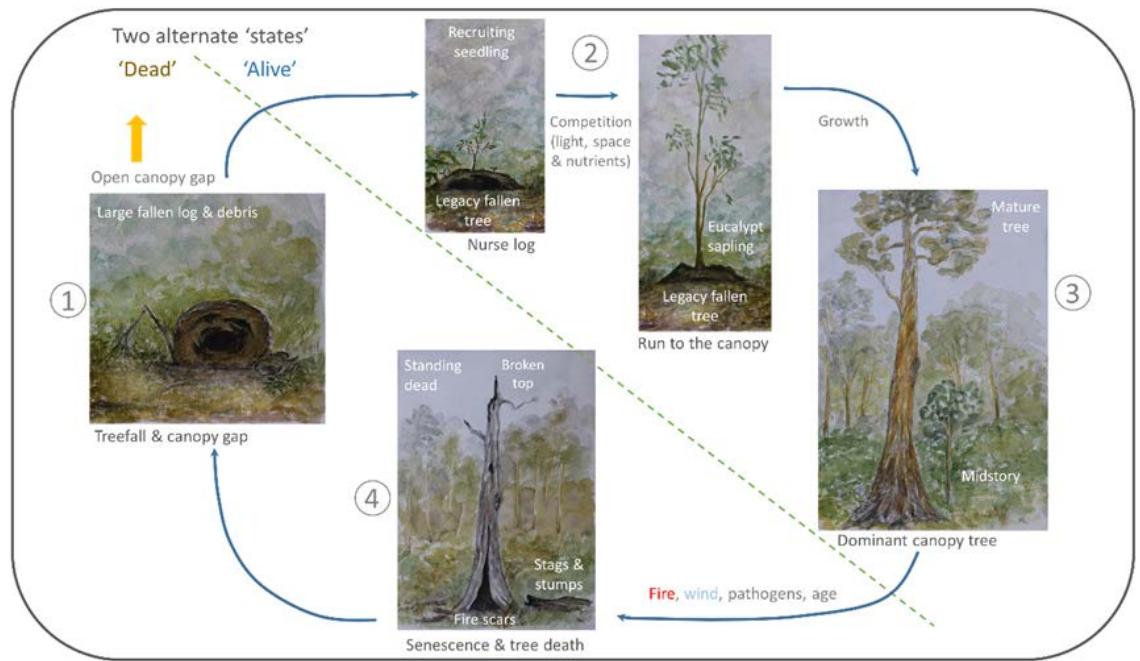 Two alternate ‘states’
‘Dead’ ‘Alive’
Open canopy gap
Large fallen log & debris
1
Treefall & canopy gap
Recruiting
seedling
Legacy fallen
tree
Nurse log
2
Competition
(light, space
& nutrients)
Eucalypt
sapling
Legacy fallen
tree
Run to the canopy
Growth
Mature
tree
3
Midstory
Dominant canopy tree
Fire, wind, pathogens, age
Standing
dead
Broken
top
4
Stags &
stumps
Fire scars
Senescence & tree death